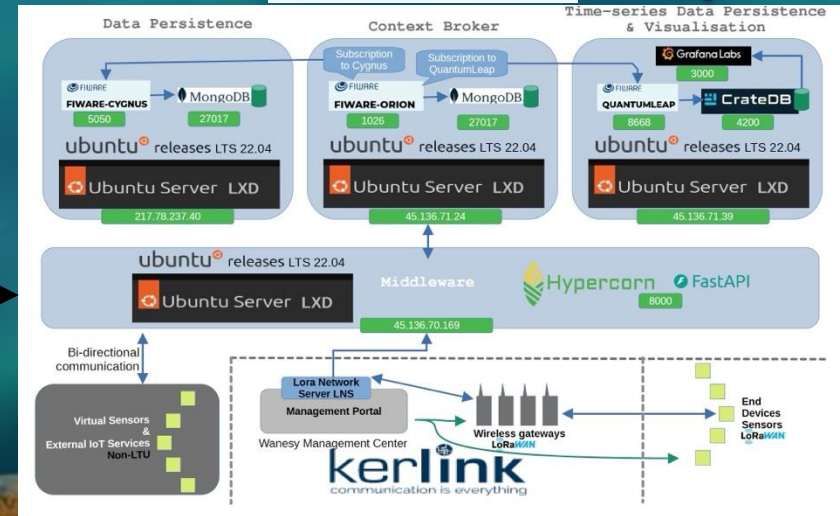 Data Persistence
Context Broker
Time-series Data Persistence
& Visualisation
Subscription
to Cygnus
Subscription to
QuantumLeap
Grafana Labs
3000
FIWARE
FIWARE-CYGNUS
5050
MongoDB
27017
FIWARE
FIWARE-ORION
1026
MongoDB
27017
FIWARE
QUANTUMLEAP
8668
CrateDB
4200
ubuntu releases LTS 22.04
Ubuntu Server LXD
217.78.237.40
ubuntu releases LTS 22.04
Ubuntu Server LXD
45.136.71.24
ubuntu releases LTS 22.04
Ubuntu Server LXD
45.136.71.39
ubuntu releases LTS 22.04
Ubuntu Server LXD
Middleware
Hypercorn
FastAPI
8000
45.136.70.169
Bi-directional
communication
Virtual Sensors
&
External IoT Services
Non-LTU
Lora Network
Server LNS
Management Portal
Wanesy Management Center
Wireless gateways
LoRaWAN
kerlink
communication is everything
End
Devices
Sensors
LoRaWAN